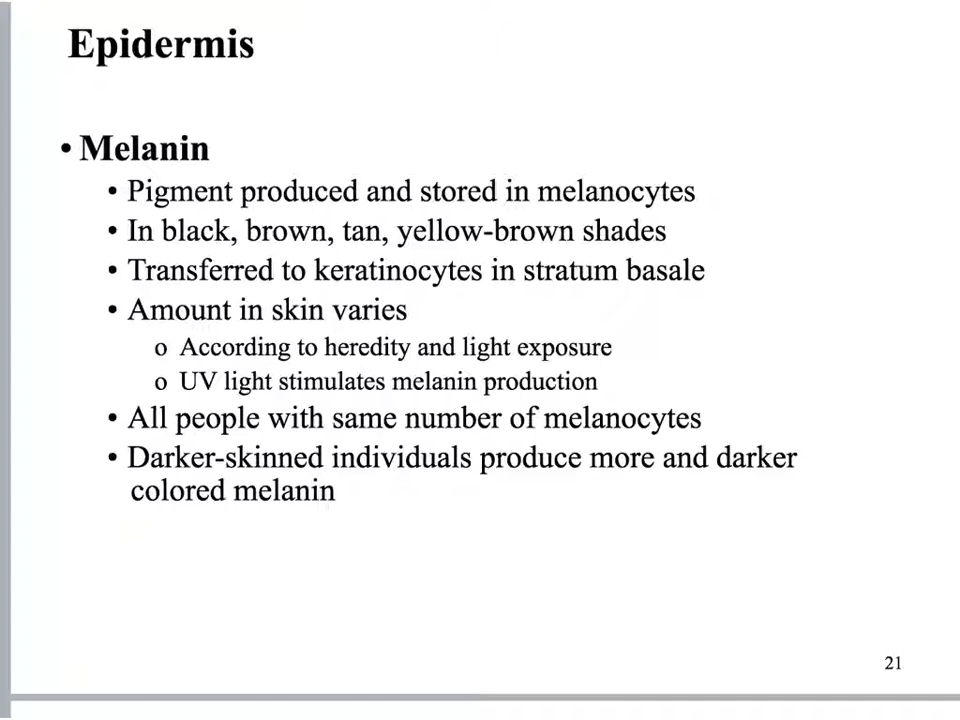 Epidermis
• Melanin
• Pigment produced and stored in melanocytes
• In black, brown, tan, yellow-brown shades
• Transferred to keratinocytes in stratum basale
• Amount in skin varies
o According to heredity and light exposure
o UV light stimulates melanin production
• All people with same number of melanocytes
• Darker-skinned individuals produce more and darker
colored melanin
21